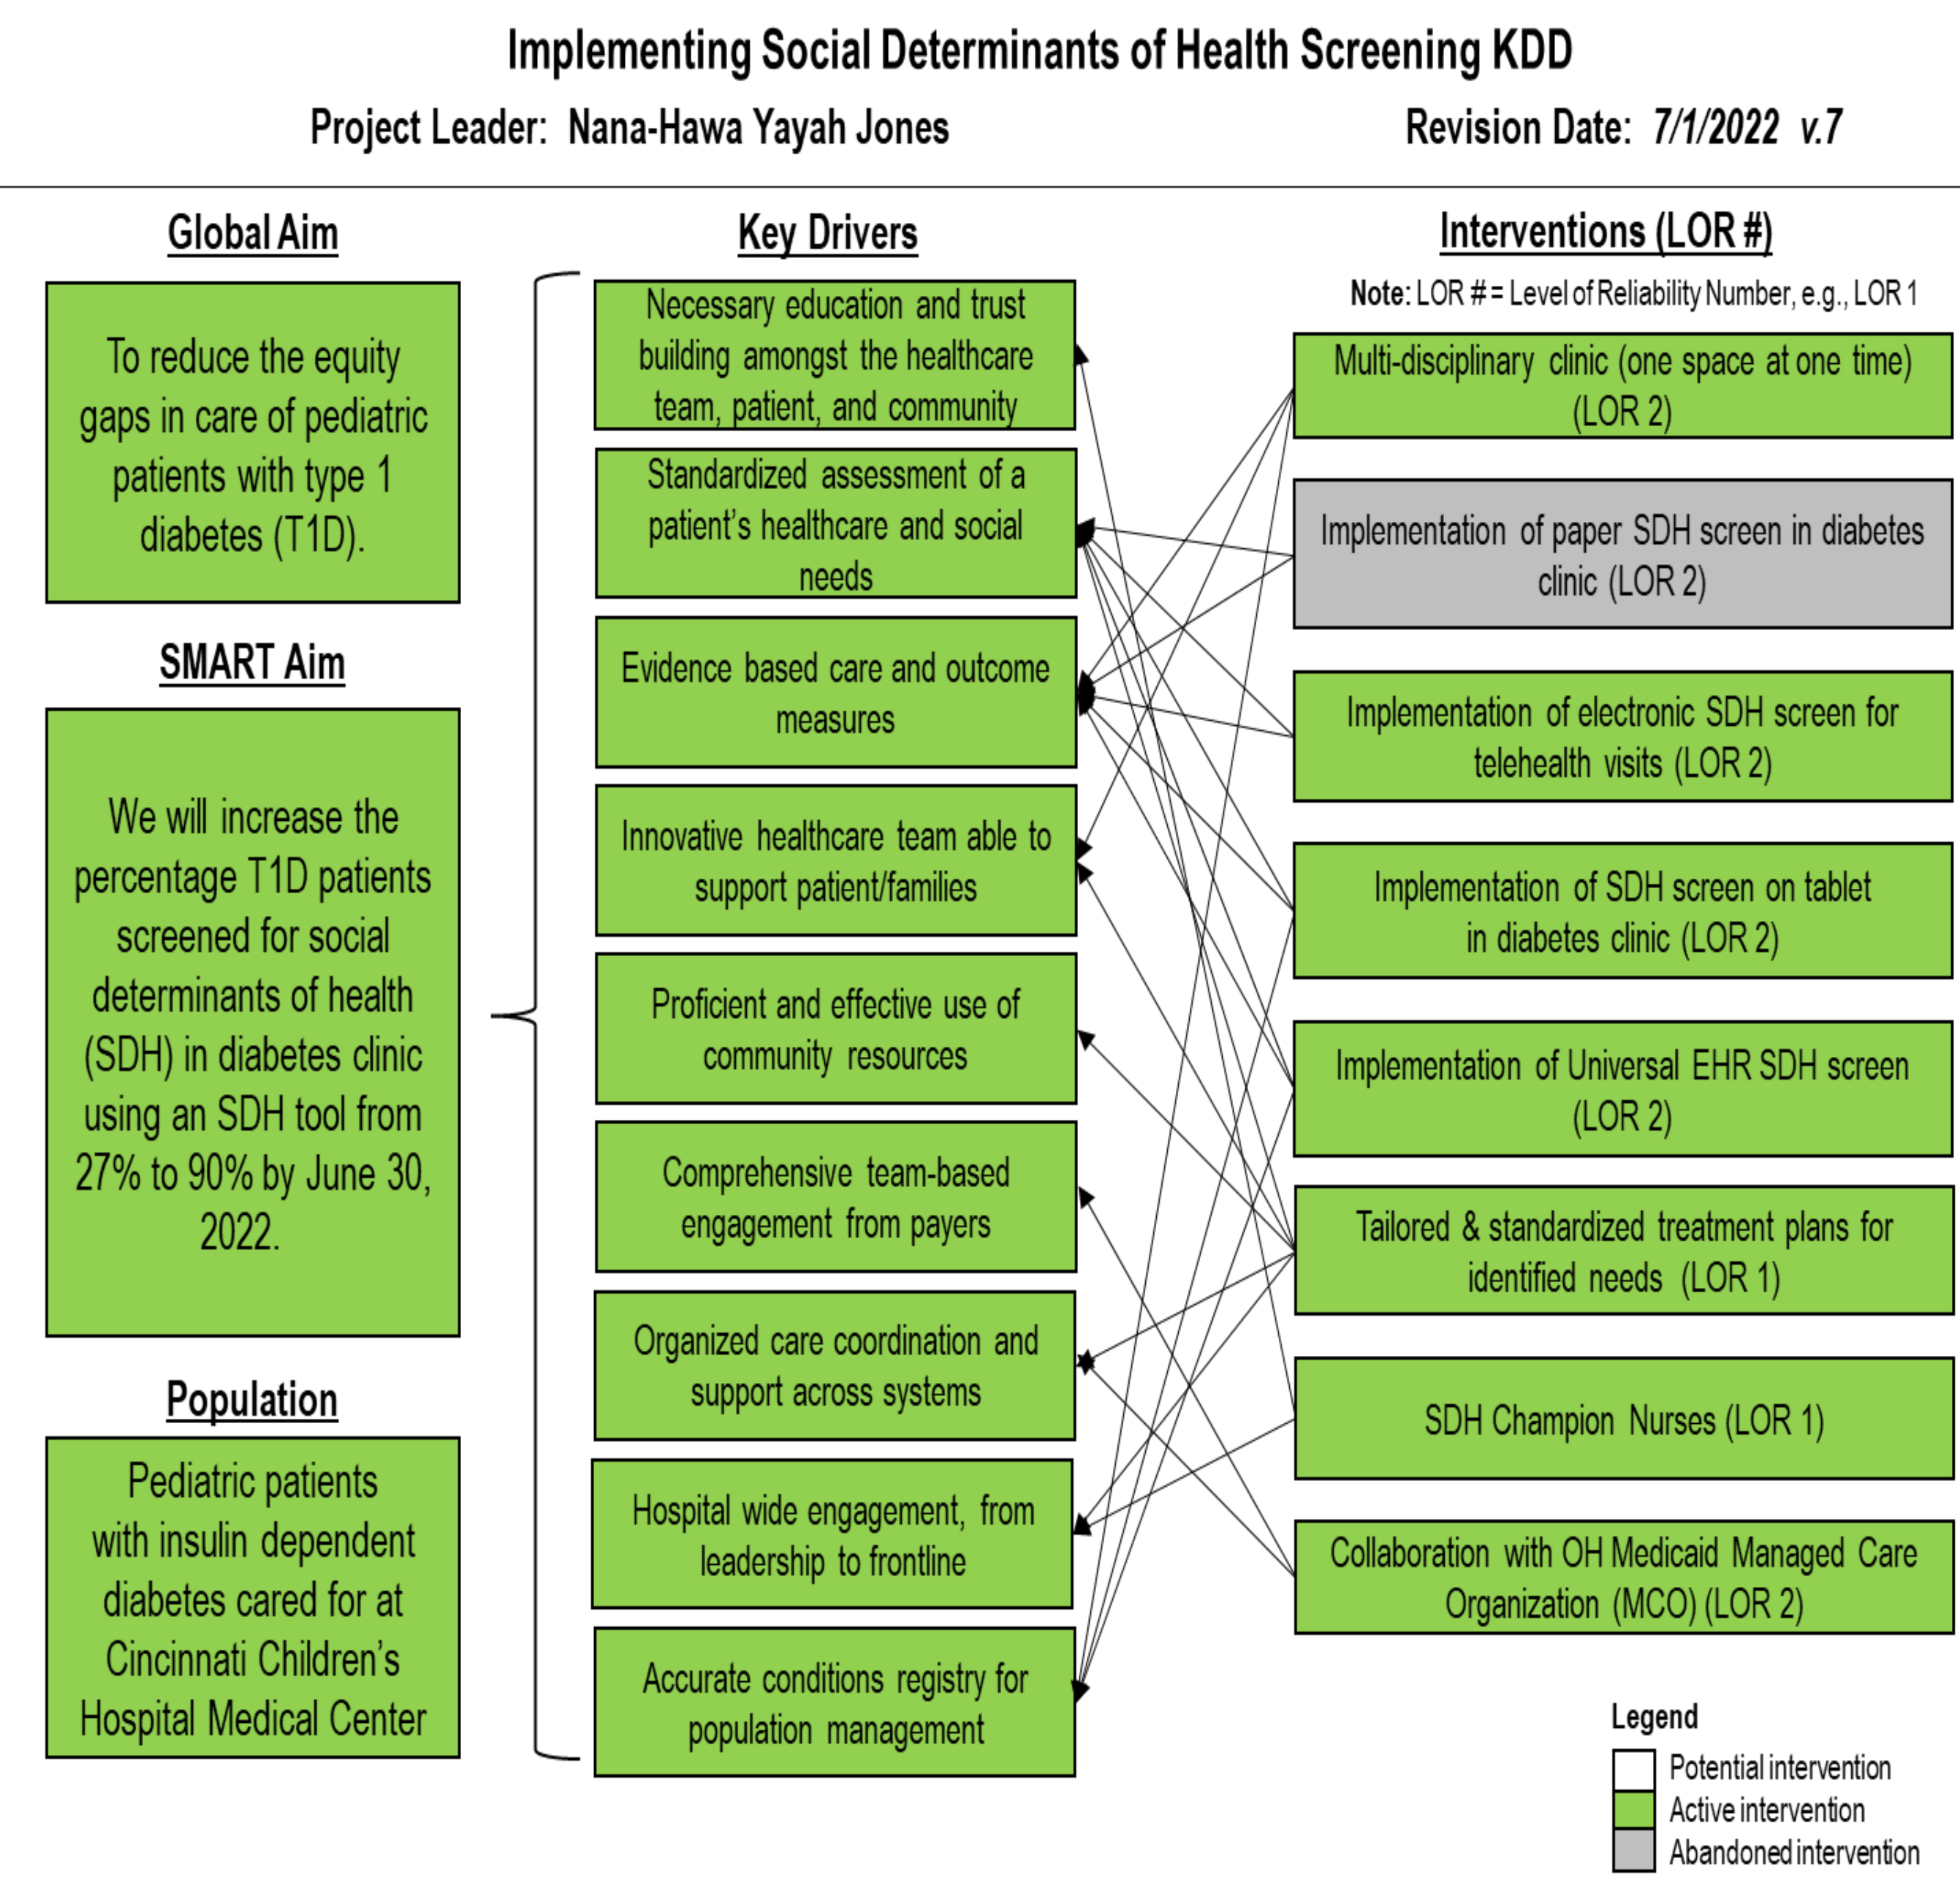 Implementing Social Determinants of Health Screening KDD
Project Leader: Nana-Hawa Yayah Jones
Revision Date: 7/1/2022 v.7
Global Aim
To reduce the equity
gaps in care of pediatric
patients with type 1
diabetes (T1D).
SMART Aim
We will increase the
percentage T1D patients
screened for social
determinants of health
(SDH) in diabetes clinic
using an SDH tool from
27% to 90% by June 30,
2022.
Population
Pediatric patients
with insulin dependent
diabetes cared for at
Cincinnati Children's
Hospital Medical Center
Key Drivers
Necessary education and trust
building amongst the healthcare
team, patient, and community
Standardized assessment of a
patient's healthcare and social
needs
Evidence based care and outcome
measures
Innovative healthcare team able to
support patient/families
Proficient and effective use of
community resources
Comprehensive team-based
engagement from payers
Organized care coordination and
support across systems
Hospital wide engagement, from
leadership to frontline
Accurate conditions registry for
population management
Interventions (LOR #)
Note: LOR # = Level of Reliability Number, e.g., LOR 1
Multi-disciplinary clinic (one space at one time)
(LOR 2)
Implementation of paper SDH screen in diabetes
clinic (LOR 2)
Implementation of electronic SDH screen for
telehealth visits (LOR 2)
Implementation of SDH screen on tablet
in diabetes clinic (LOR 2)
Implementation of Universal EHR SDH screen
(LOR 2)
Tailored & standardized treatment plans for
identified needs (LOR 1)
SDH Champion Nurses (LOR 1)
Collaboration with OH Medicaid Managed Care
Organization (MCO) (LOR 2)
Legend
Potential intervention
Active intervention
Abandoned intervention